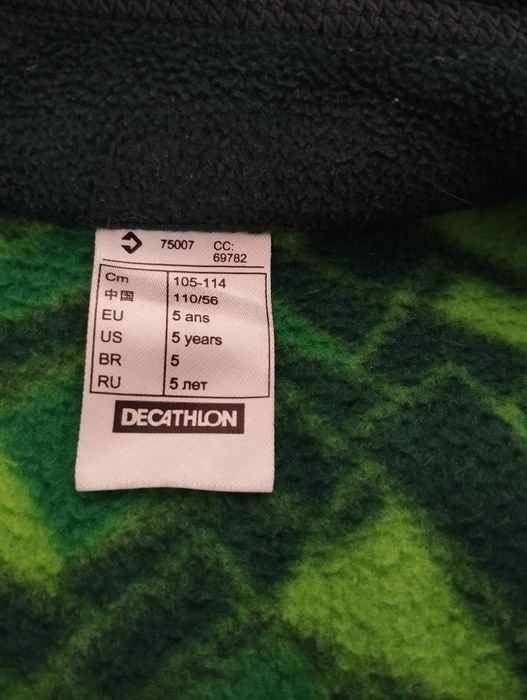 75007 CC:
69782
Cm 105-114
中国 110/56
EU 5 ans
US 5 years
BR 5
RU 5 лет
DECATHLON